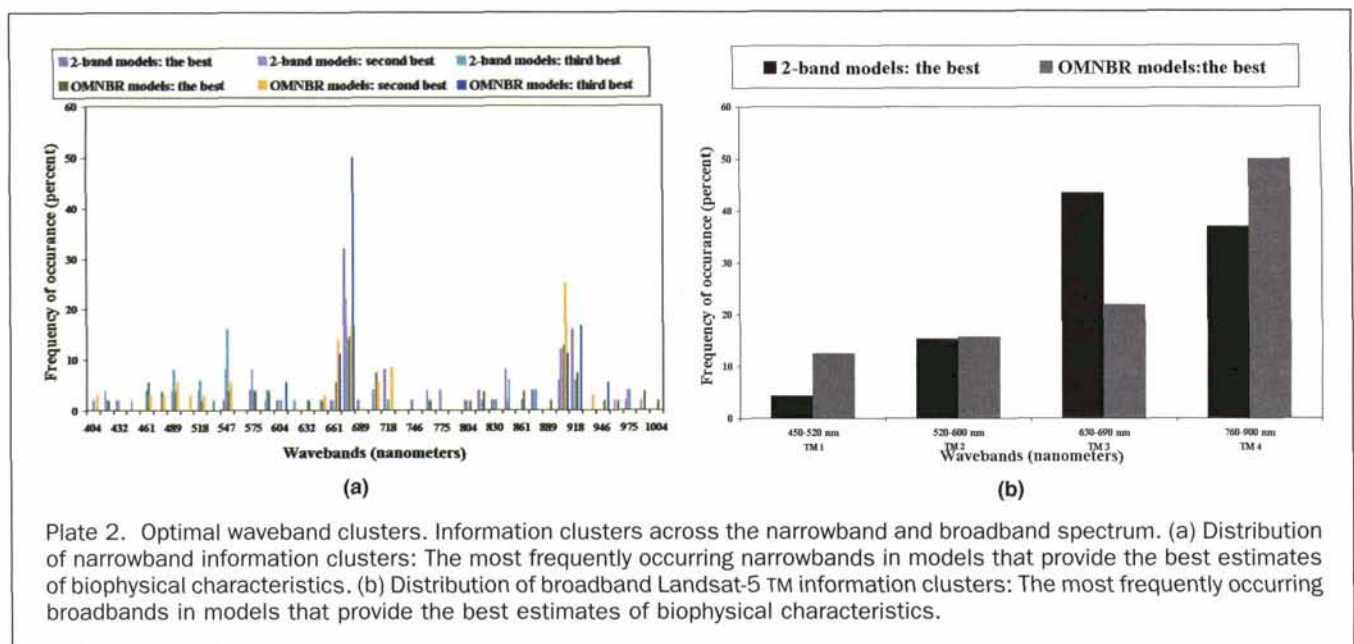 2-band models: the best 2-band models: second best 2-band models: third best
OMNBR models: the best OMNBR models: second best OMNBR models: third best
60
50
40
30
20
10
0
Frequency of occurance (percent)
404 432 461 489 518 547 575 604 632 661 689 718 746 775 804 830 861 889 918 946 975 1004
Wavebands (nanometers)
(a)
2-band models: the best OMNBR models:the best
60
50
40
30
20
10
0
Frequency of occurance (percent)
450-520 nm 520-600 nm 630-690 nm 760-900 nm
TM 1 TM 2 TM 3 TM 4
Wavebands (nanometers)
(b)
Plate 2. Optimal waveband clusters. Information clusters across the narrowband and broadband spectrum. (a) Distribution
of narrowband information clusters: The most frequently occurring narrowbands in models that provide the best estimates
of biophysical characteristics. (b) Distribution of broadband Landsat-5 TM information clusters: The most frequently occurring
broadbands in models that provide the best estimates of biophysical characteristics.